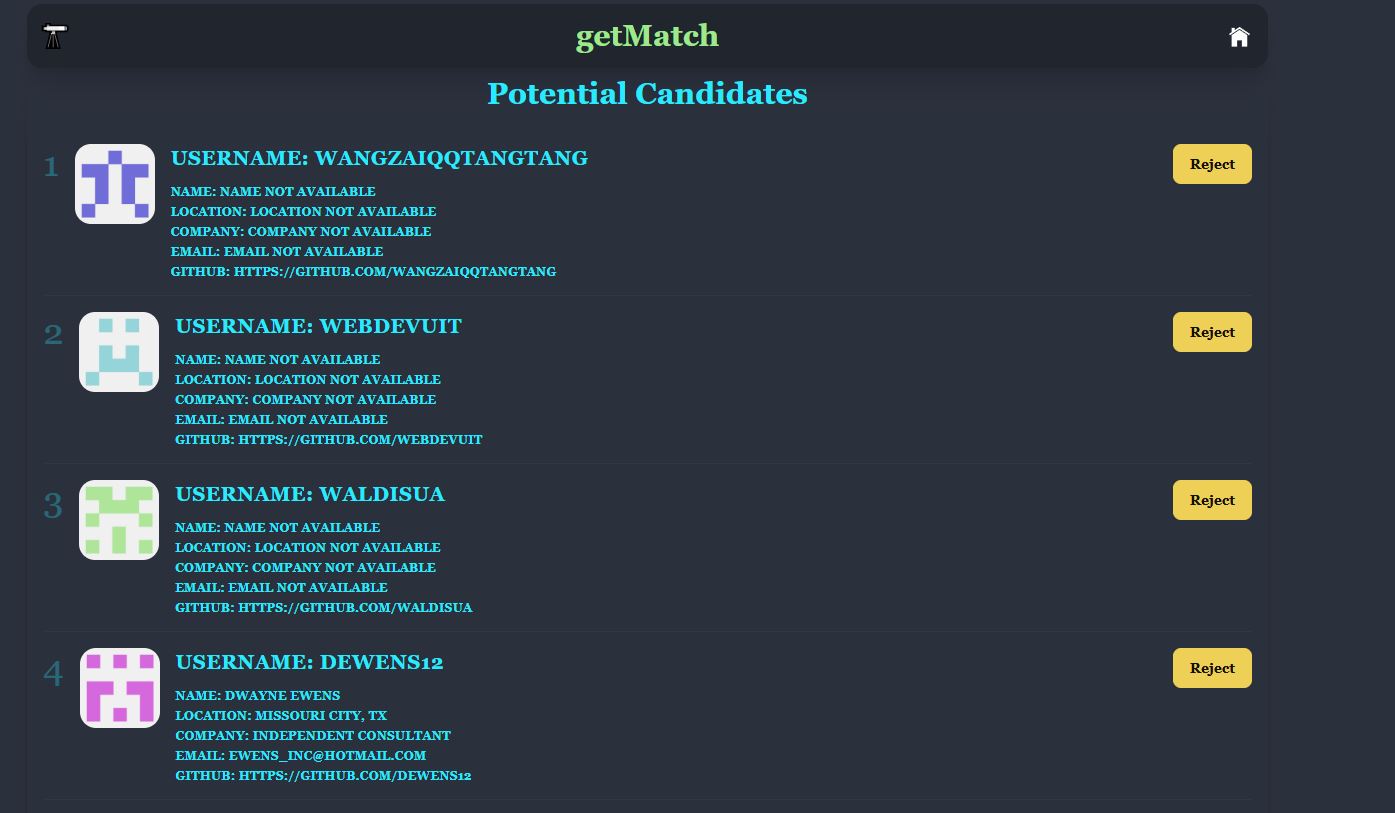 getMatch
Potential Candidates
1
USERNAME: WANGZAIQQTANGTANG
Reject
NAME: NAME NOT AVAILABLE
LOCATION: LOCATION NOT AVAILABLE
COMPANY: COMPANY NOT AVAILABLE
EMAIL: EMAIL NOT AVAILABLE
GITHUB: HTTPS://GITHUB.COM/WANGZAIQQTANGTANG
2
USERNAME: WEBDEVUIT
Reject
NAME: NAME NOT AVAILABLE
LOCATION: LOCATION NOT AVAILABLE
COMPANY: COMPANY NOT AVAILABLE
EMAIL: EMAIL NOT AVAILABLE
GITHUB: HTTPS://GITHUB.COM/WEBDEVUIT
3
USERNAME: WALDISUA
Reject
NAME: NAME NOT AVAILABLE
LOCATION: LOCATION NOT AVAILABLE
COMPANY: COMPANY NOT AVAILABLE
EMAIL: EMAIL NOT AVAILABLE
GITHUB: HTTPS://GITHUB.COM/WALDISUA
4
USERNAME: DEWENS12
Reject
NAME: DWAYNE EWENS
LOCATION: MISSOURI CITY, TX
COMPANY: INDEPENDENT CONSULTANT
EMAIL: EWENS_INC@HOTMAIL.COM
GITHUB: HTTPS://GITHUB.COM/DEWENS12